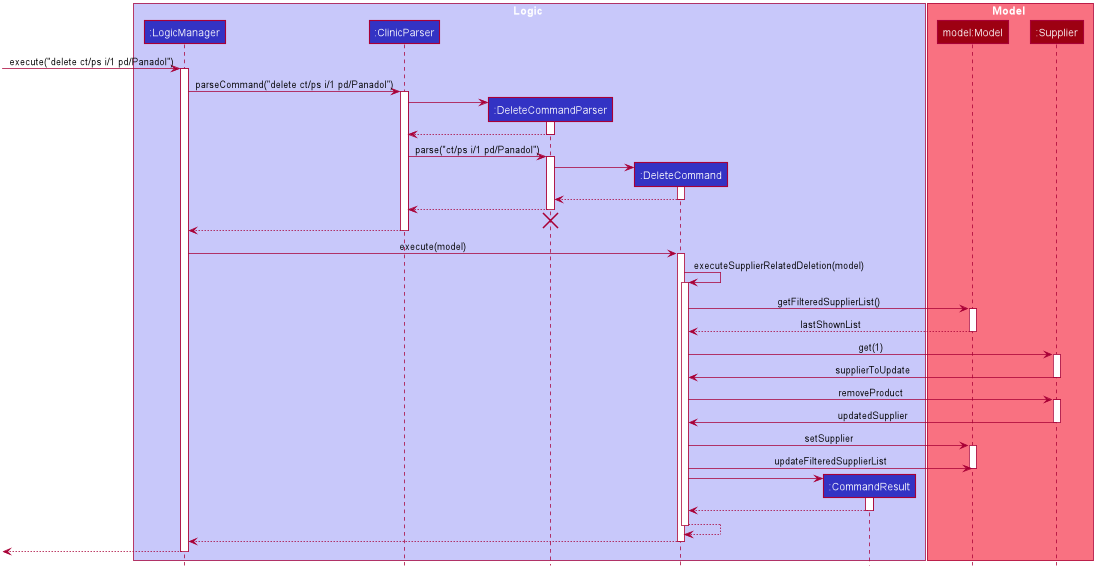 Logic
Model
:LogicManager
:ClinicParser
model:Model
:Supplier
execute("delete ct/ps i/1 pd/Panadol")
parseCommand("delete ct/ps i/1 pd/Panadol")
:DeleteCommandParser
parse("ct/ps i/1 pd/Panadol")
:DeleteCommand
execute(model)
executeSupplierRelatedDeletion(model)
getFilteredSupplierList()
lastShownList
get(1)
supplierToUpdate
removeProduct
updatedSupplier
setSupplier
updateFilteredSupplierList
:CommandResult